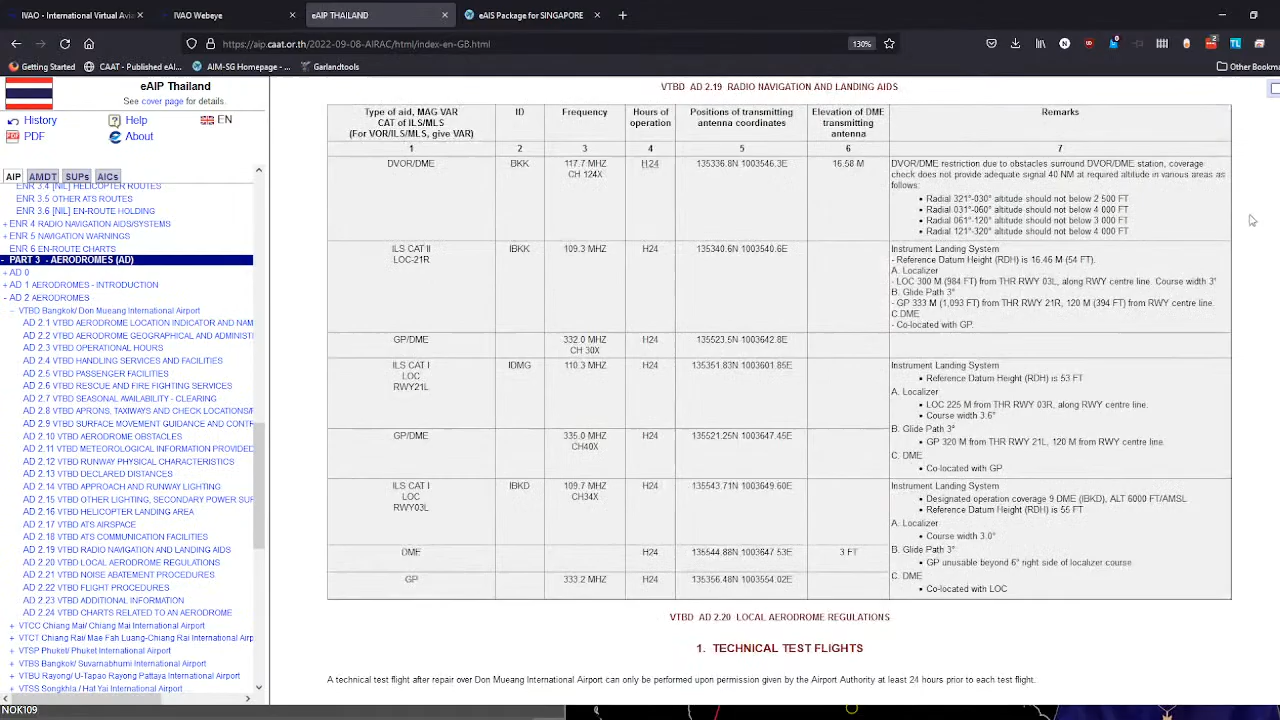 IVAO - International Virtual Avia
IVAO Webeye
eAIP THAILAND
eAIS Package for SINGAPORE
https://aip.caat.or.th/2022-09-08-AIRAC/html/index-en-GB.html
130%
Getting Started
CAAT - Published eAI...
AIM-SG Homepage - ...
Garlandtools
Other Bookma
eAIP Thailand
See cover page for details.
History
Help
EN
PDF
About
AIP AMDT SUPs AICs
ENR 3.4 [NIL] HELICOPTER ROUTES
ENR 3.5 OTHER ATS ROUTES
ENR 3.6 [NIL] EN-ROUTE HOLDING
+ ENR 4 RADIO NAVIGATION AIDS/SYSTEMS
+ ENR 5 NAVIGATION WARNINGS
ENR 6 EN-ROUTE CHARTS
- PART 3 - AERODROMES (AD)
+ AD 0
+ AD 1 AERODROMES - INTRODUCTION
- AD 2 AERODROMES
- VTBD Bangkok/ Don Mueang International Airport
AD 2.1 VTBD AERODROME LOCATION INDICATOR AND NAM
AD 2.2 VTBD AERODROME GEOGRAPHICAL AND ADMINISTI
AD 2.3 VTBD OPERATIONAL HOURS
AD 2.4 VTBD HANDLING SERVICES AND FACILITIES
AD 2.5 VTBD PASSENGER FACILITIES
AD 2.6 VTBD RESCUE AND FIRE FIGHTING SERVICES
AD 2.7 VTBD SEASONAL AVAILABILITY - CLEARING
AD 2.8 VTBD APRONS, TAXIWAYS AND CHECK LOCATIONS/F
AD 2.9 VTBD SURFACE MOVEMENT GUIDANCE AND CONT
AD 2.10 VTBD AERODROME OBSTACLES
AD 2.11 VTBD METEOROLOGICAL INFORMATION PROVIDED
AD 2.12 VTBD RUNWAY PHYSICAL CHARACTERISTICS
AD 2.13 VTBD DECLARED DISTANCES
AD 2.14 VTBD APPROACH AND RUNWAY LIGHTING
AD 2.15 VTBD OTHER LIGHTING, SECONDARY POWER SUF
AD 2.16 VTBD HELICOPTER LANDING AREA
AD 2.17 VTBD ATS AIRSPACE
AD 2.18 VTBD ATS COMMUNICATION FACILITIES
AD 2.19 VTBD RADIO NAVIGATION AND LANDING AIDS
AD 2.20 VTBD LOCAL AERODROME REGULATIONS
AD 2.21 VTBD NOISE ABATEMENT PROCEDURES
AD 2.22 VTBD FLIGHT PROCEDURES
AD 2.23 VTBD ADDITIONAL INFORMATION
AD 2.24 VTBD CHARTS RELATED TO AN AERODROME
+ VTCC Chiang Mai/ Chiang Mai International Airport
+ VTCT Chiang Rai/ Mae Fah Luang-Chiang Rai International Airp
+ VTSP Phuket/ Phuket International Airport
+ VTBS Bangkok/ Suvarnabhumi International Airport
+ VTBU Rayong/ U-Tapao Rayong Pattaya International Airport
+ VTSS Songkhla / Hat Yai International Airport
NOK109
VTBD AD 2.19 RADIO NAVIGATION AND LANDING AIDS
Type of aid, MAG VAR
CAT of ILS/MLS
(For VOR/ILS/MLS, give VAR)
ID
Frequency
Hours of
operation
Positions of transmitting
antenna coordinates
Elevation of DME
transmitting
antenna
Remarks
1 2 3 4 5 6 7
DVOR/DME
BKK
117.7 MHZ
CH 124X
H24
135336.8N 1003546.3E
16.58 M
DVOR/DME restriction due to obstacles surround DVOR/DME station, coverage
check does not provide adequate signal 40 NM at required altitude in vanous areas as
follows:
• Radial 321°-030° altitude should not below 2 500 FT
• Radial 031°-060° altitude should not below 4 000 FT
• Radial 061°-120° altitude should not below 3 000 FT
• Radial 121°-320° altitude should not below 4 000 FT
ILS CAT II
LOC-21R
IBKK
109.3 MHZ
H24
135340.6N 1003540.6E
Instrument Landing System
- Reference Datum Height (RDH) is 16.46 M (54 FT).
A. Localizer
- LOC 300 M (984 FT) from THR RWY 03L, along RWY centre line. Course width 3°
B. Glide Path 3°
- GP 333 M (1,093 FT) from THR RWY 21R, 120 M (394 FT) from RWY centre line.
C.DME
- Co-located with GP.
GP/DME
332.0 MHZ
CH 30X
H24
135523.5N 1003642.8E
ILS CAT I
LOC
RWY21L
IDMG
110.3 MHZ
H24
135351.83N 1003601.85E
Instrument Landing System
• Reference Datum Height (RDH) is 53 FT
A. Localizer
• LOC 225 M from THR RWY 03R, along RWY centre line.
• Course width 3.6°
B. Glide Path 3°
• GP 320 M from THR RWY 21L, 120 M from RWY centre line.
C. DME
• Co-located with GP
GP/DME
335.0 MHZ
CH40X
H24
135521.25N 1003647.45E
ILS CAT I
LOC
RWY03L
IBKD
109.7 MHZ
CH34X
H24
135543.71N 1003649.60E
Instrument Landing System
• Designated operation coverage 9 DME (IBKD), ALT 6000 FT/AMSL
• Reference Datum Height (RDH) is 55 FT
A. Localizer
• Course width 3.0°
B. Glide Path 3°
• GP unusable beyond 6° right side of localizer course
C. DME
• Co-located with LOC
DME
H24
135544.88N 1003647.53E
3 FT
GP
333.2 MHZ
H24
135356.48N 1003554.02E
VTBD AD 2.20 LOCAL AERODROME REGULATIONS
1. TECHNICAL TEST FLIGHTS
A technical test flight after repair over Don Mueang International Airport can only be performed upon permission given by the Airport Authority at least 24 hours prior to each test flight.